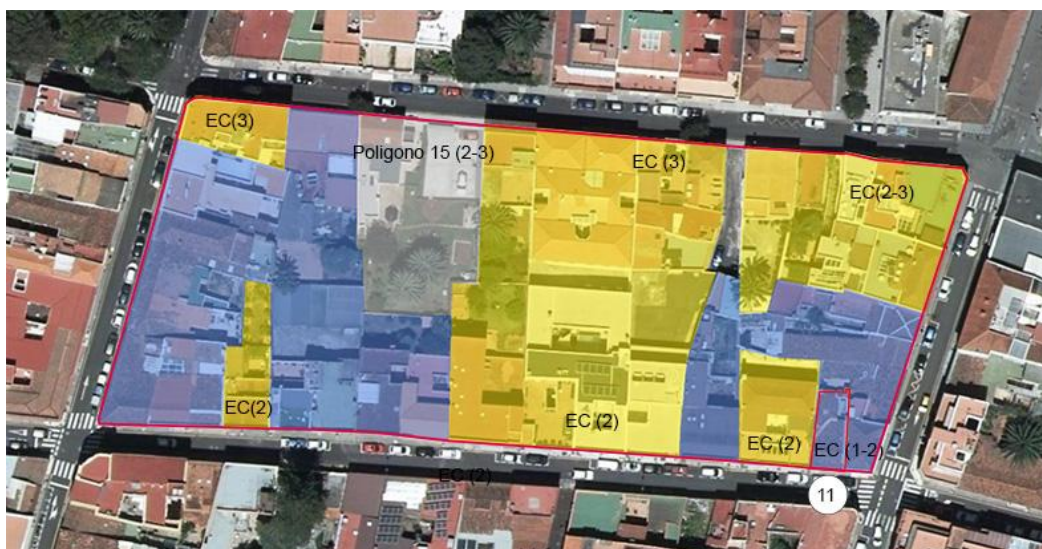 EC(3)
Poligono 15 (2-3)
EC (3)
EC(2-3)
EC(2)
EC (2)
EC (2)
EC (1-2)
EC (2)
11